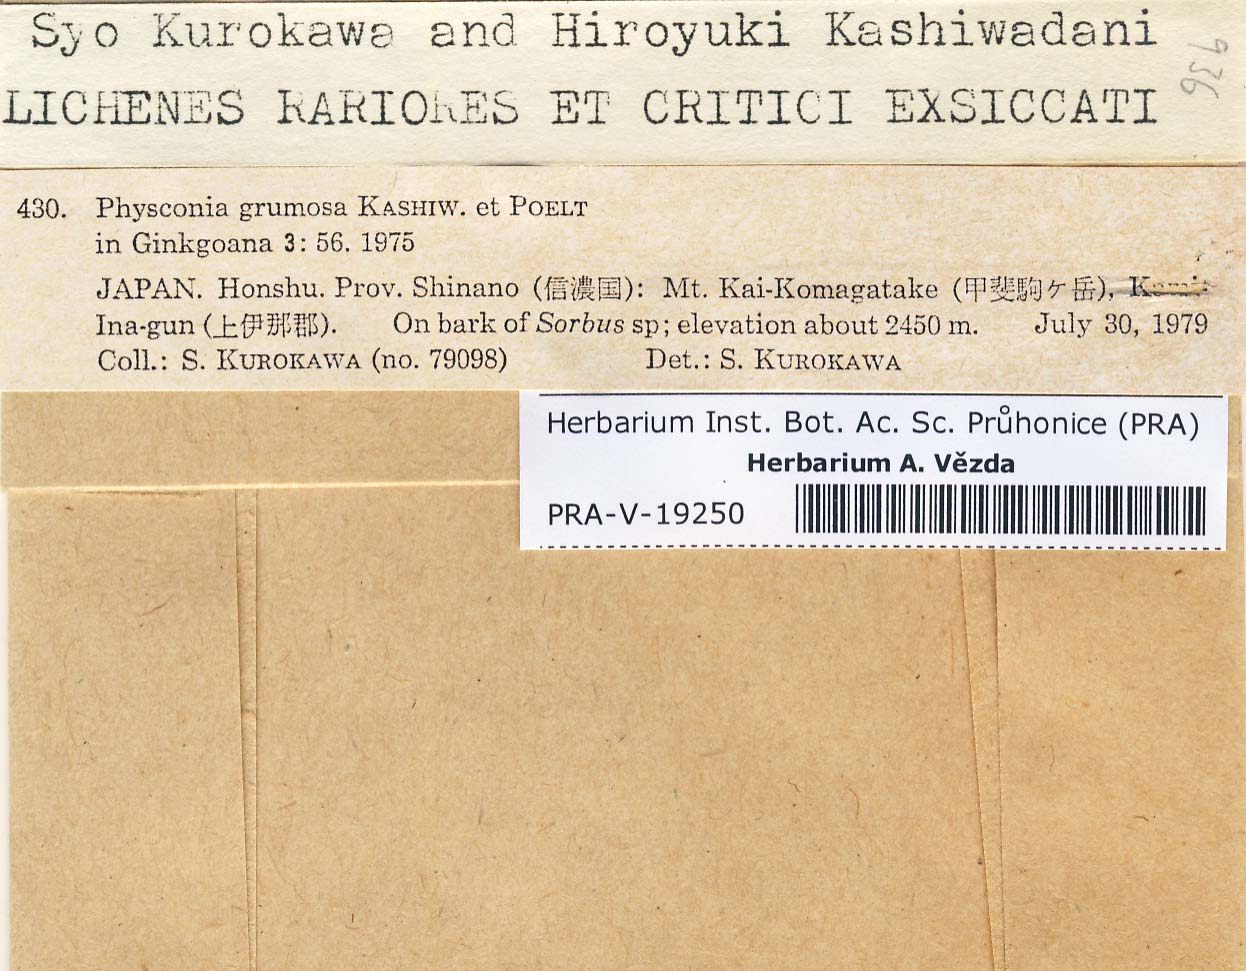 Syo Kurokawa and Hiroyuki Kashiwadani
936
LICHENES RARIORES ET CRITICI EXSICCATI
430. Physconia grumosa KASHIW. et POELT
in Ginkgoana 3: 56. 1975
JAPAN. Honshu. Prov. Shinano (信濃国): Mt. Kai-Komagatake (甲斐駒ケ岳),
Ina-gun (上伊那郡). On bark of Sorbus sp; elevation about 2450 m. July 30, 1979
Coll.: S. KUROKAWA (no. 79098) Det.: S. KUROKAWA
Herbarium Inst. Bot. Ac. Sc. Průhonice (PRA)
Herbarium A. Vězda
PRA-V-19250